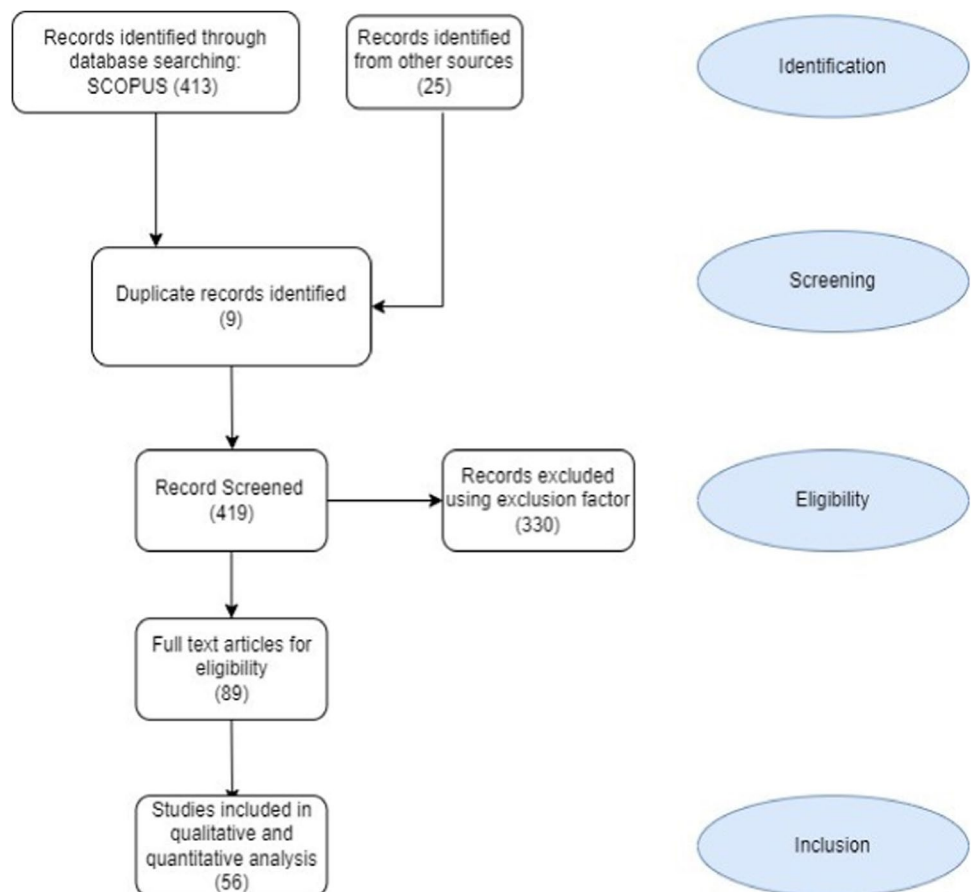 Records identified through
database searching:
SCOPUS (413)
Records identified
from other sources
(25)
Identification
Duplicate records identified
(9)
Screening
Record Screened
(419)
Records excluded
using exclusion factor
(330)
Eligibility
Full text articles for
eligibility
(89)
Studies included in
qualitative and
quantitative analysis
(56)
Inclusion